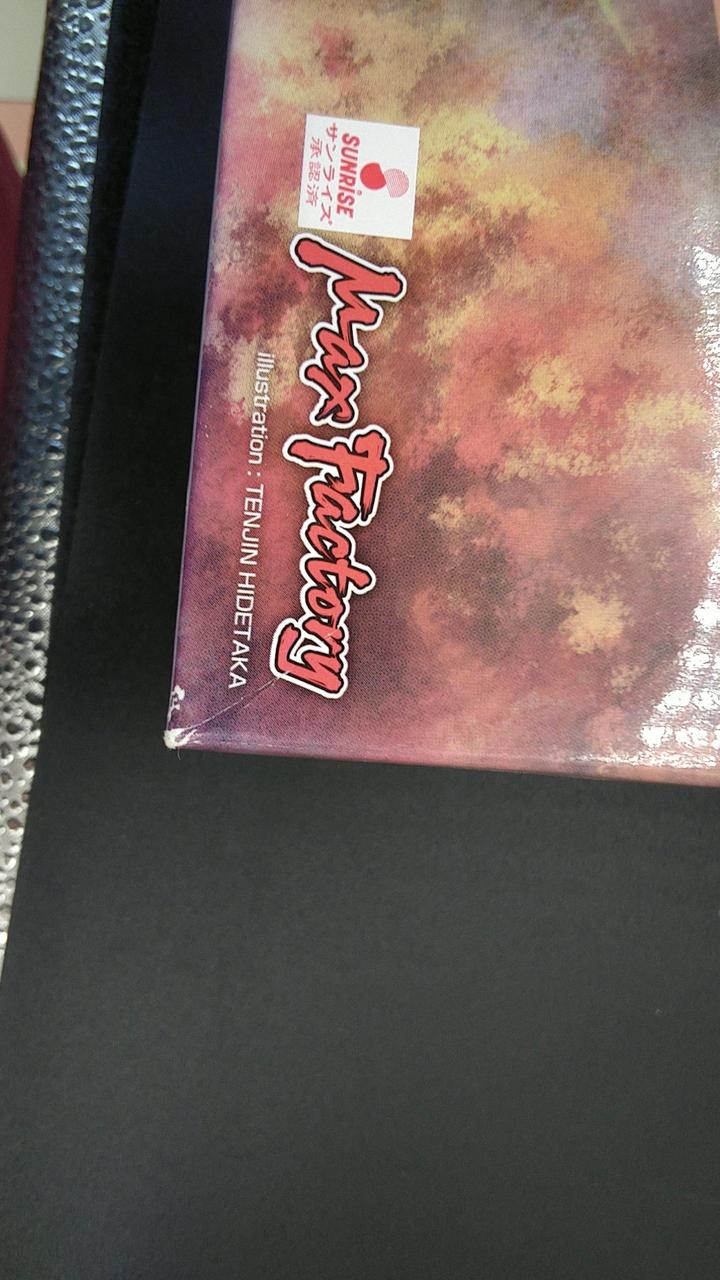 SUNRiSE
サンライズ
承認済
Max Factory
illustration : TENJIN HIDETAKA